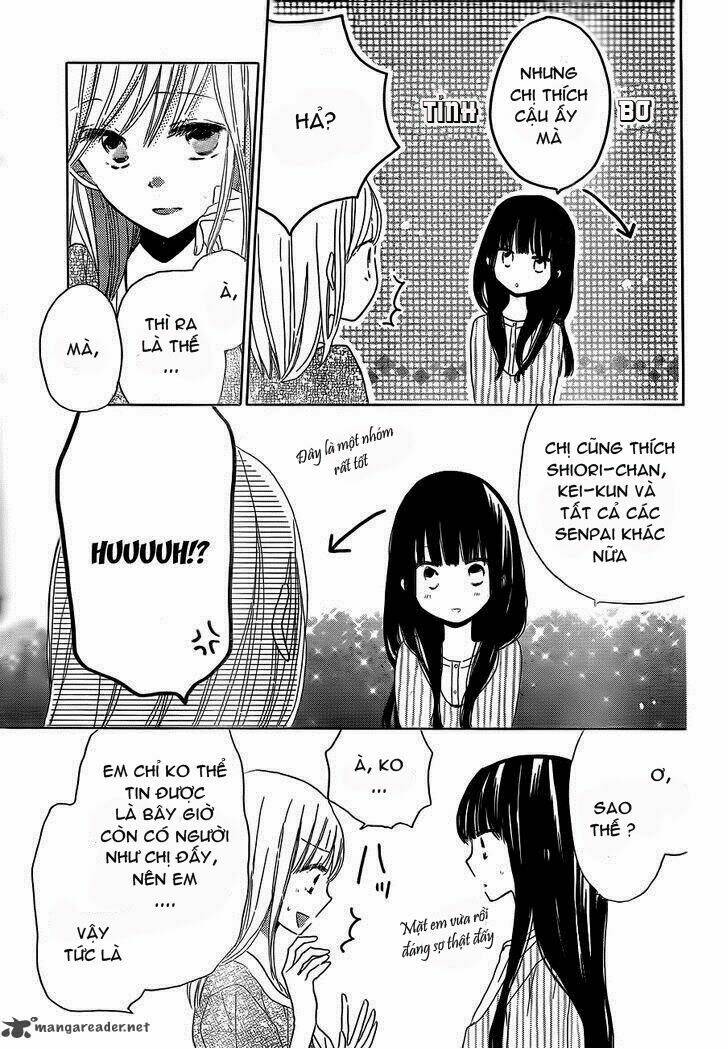 NHƯNG
CHỊ THÍCH
CẬU ẤY
MÀ
TỈNH
BƠ
HẢ?
À,
THÌ RA
LÀ THẾ
...
MÀ,
CHỊ CŨNG THÍCH
SHIORI-CHAN,
KEI-KUN VÀ
TẤT CẢ CÁC
SENPAI KHÁC
NỮA
Đây là một nhóm
rất tốt
HUUUUH!?
Ơ,
SAO
THẾ ?
À, KO
...
EM CHỈ KO THỂ
TIN ĐƯỢC
LÀ BÂY GIỜ
CÒN CÓ NGƯỜI
NHƯ CHỊ ĐẤY,
NÊN EM
....
VẬY
TỨC LÀ
Mặt em vừa rồi
đáng sợ thật đấy
mangareader.net